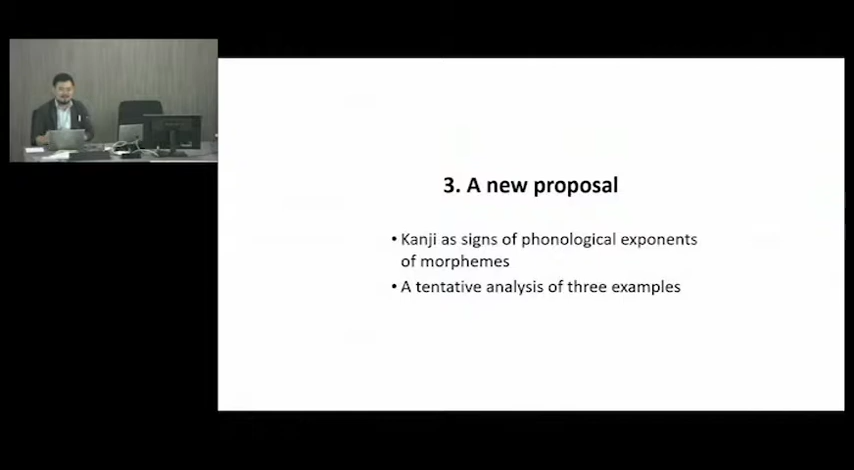 3. A new proposal
• Kanji as signs of phonological exponents
of morphemes
• A tentative analysis of three examples